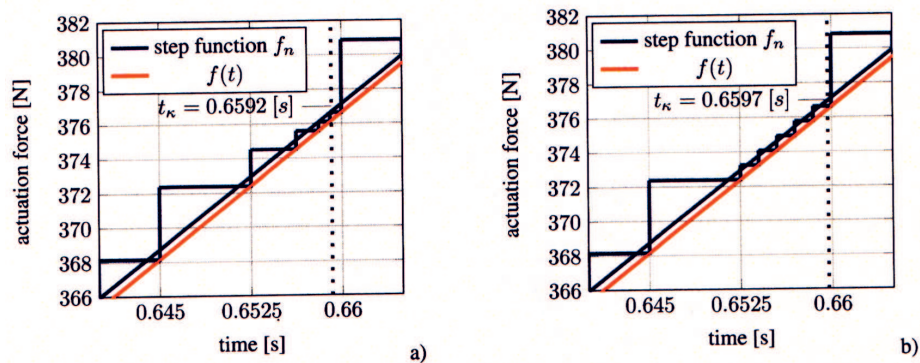 382
380
378
376
374
372
370
368
366
actuation force [N]
step function fₙ
f(t)
t_κ = 0.6592 [s]
0.645
0.6525
0.66
time [s]
a)
382
380
378
376
374
372
370
368
366
actuation force [N]
step function fₙ
f(t)
t_κ = 0.6597 [s]
0.645
0.6525
0.66
time [s]
b)